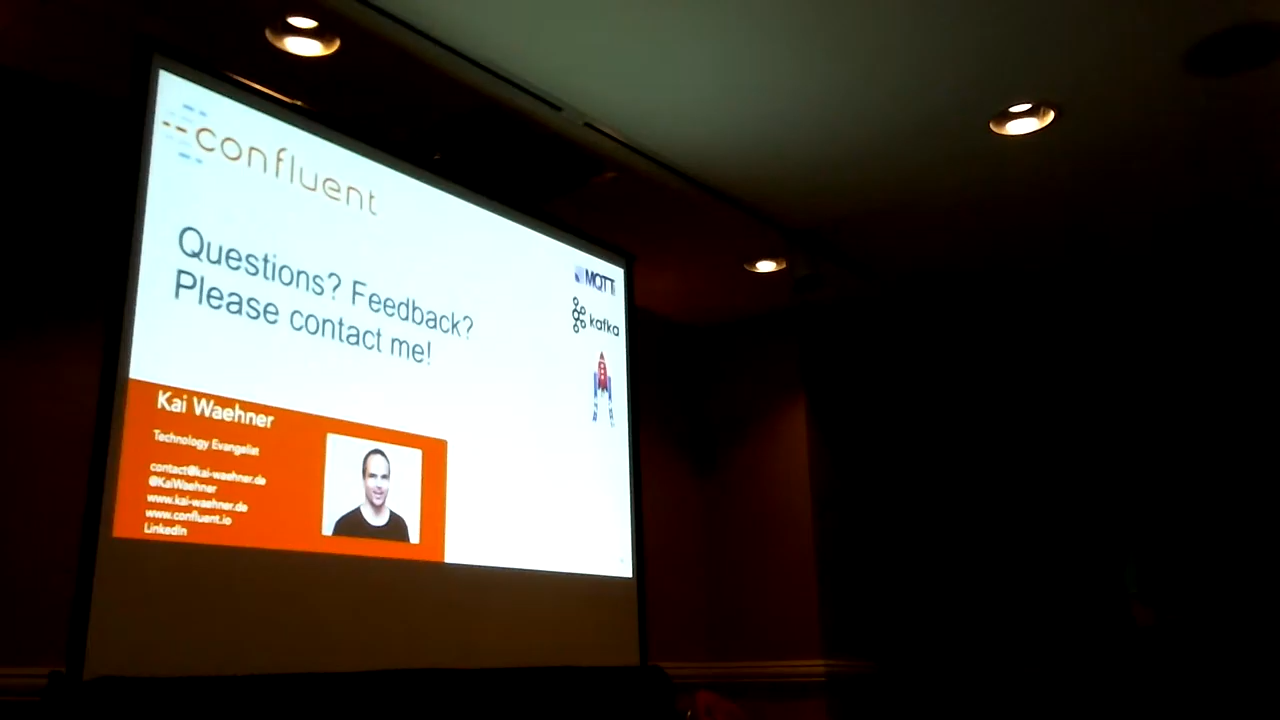 confluent
Questions? Feedback?
Please contact me!
MQTT
kafka
Kai Waehner
Technology Evangelist
contact@kai-waehner.de
@KaiWaehner
www.kai-waehner.de
www.confluent.io
LinkedIn